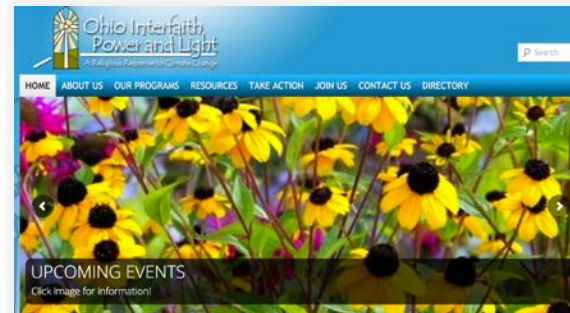 Ohio Interfaith
Power and Light
A Religious Response to Climate Change
Search
HOME ABOUT US OUR PROGRAMS RESOURCES TAKE ACTION JOIN US CONTACT US DIRECTORY
UPCOMING EVENTS
Click image for information!